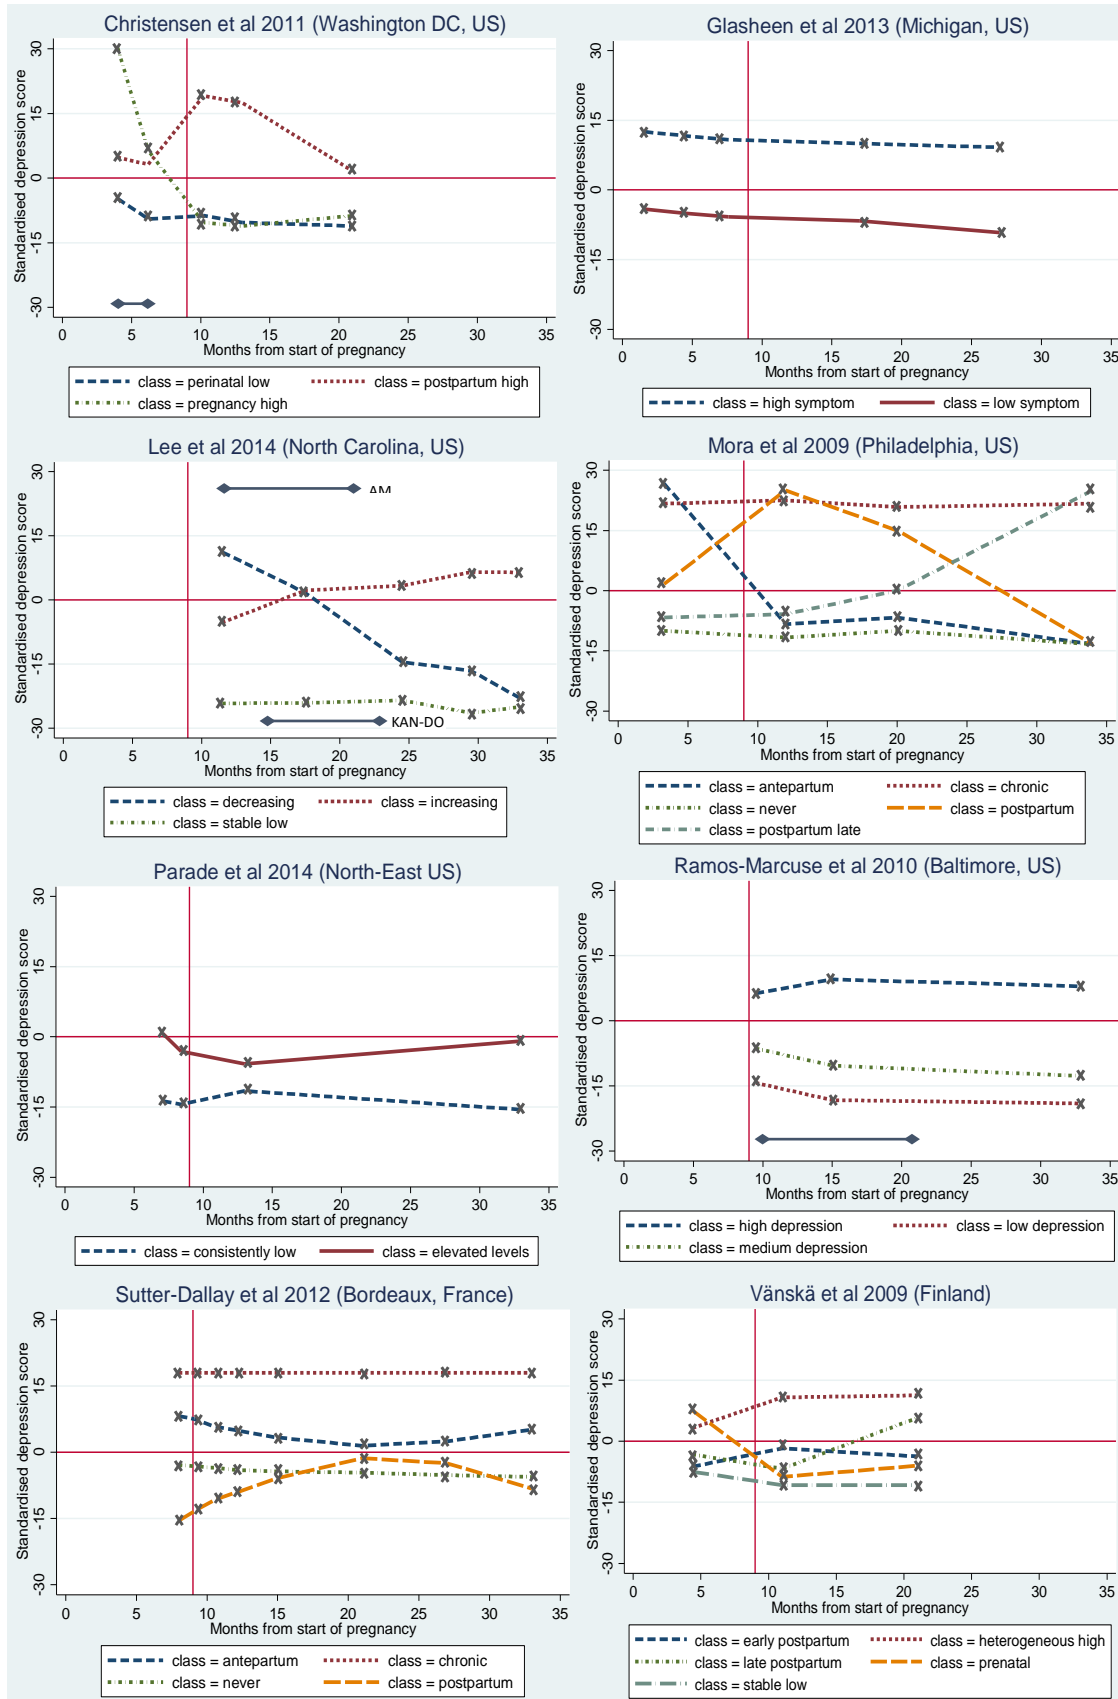 Christensen et al 2011 (Washington DC, US)
Standardised depression score
30
15
0
-15
-30
0 5 10 15 20 25 30 35
Months from start of pregnancy
class = perinatal low class = postpartum high
class = pregnancy high
Glasheen et al 2013 (Michigan, US)
Standardised depression score
30
15
0
-15
-30
0 5 10 15 20 25 30 35
Months from start of pregnancy
class = high symptom class = low symptom
Lee et al 2014 (North Carolina, US)
Standardised depression score
30
15
0
-15
-30
AM
KAN-DO
0 5 10 15 20 25 30 35
Months from start of pregnancy
class = decreasing class = increasing
class = stable low
Mora et al 2009 (Philadelphia, US)
Standardised depression score
30
15
0
-15
-30
0 5 10 15 20 25 30 35
Months from start of pregnancy
class = antepartum class = chronic
class = never class = postpartum
class = postpartum late
Parade et al 2014 (North-East US)
Standardised depression score
30
15
0
-15
-30
0 5 10 15 20 25 30 35
Months from start of pregnancy
class = consistently low class = elevated levels
Ramos-Marcuse et al 2010 (Baltimore, US)
Standardised depression score
30
15
0
-15
-30
0 5 10 15 20 25 30 35
Months from start of pregnancy
class = high depression class = low depression
class = medium depression
Sutter-Dallay et al 2012 (Bordeaux, France)
Standardised depression score
30
15
0
-15
-30
0 5 10 15 20 25 30 35
Months from start of pregnancy
class = antepartum class = chronic
class = never class = postpartum
Vänskä et al 2009 (Finland)
Standardised depression score
30
15
0
-15
-30
0 5 10 15 20 25 30 35
Months from start of pregnancy
class = early postpartum class = heterogeneous high
class = late postpartum class = prenatal
class = stable low